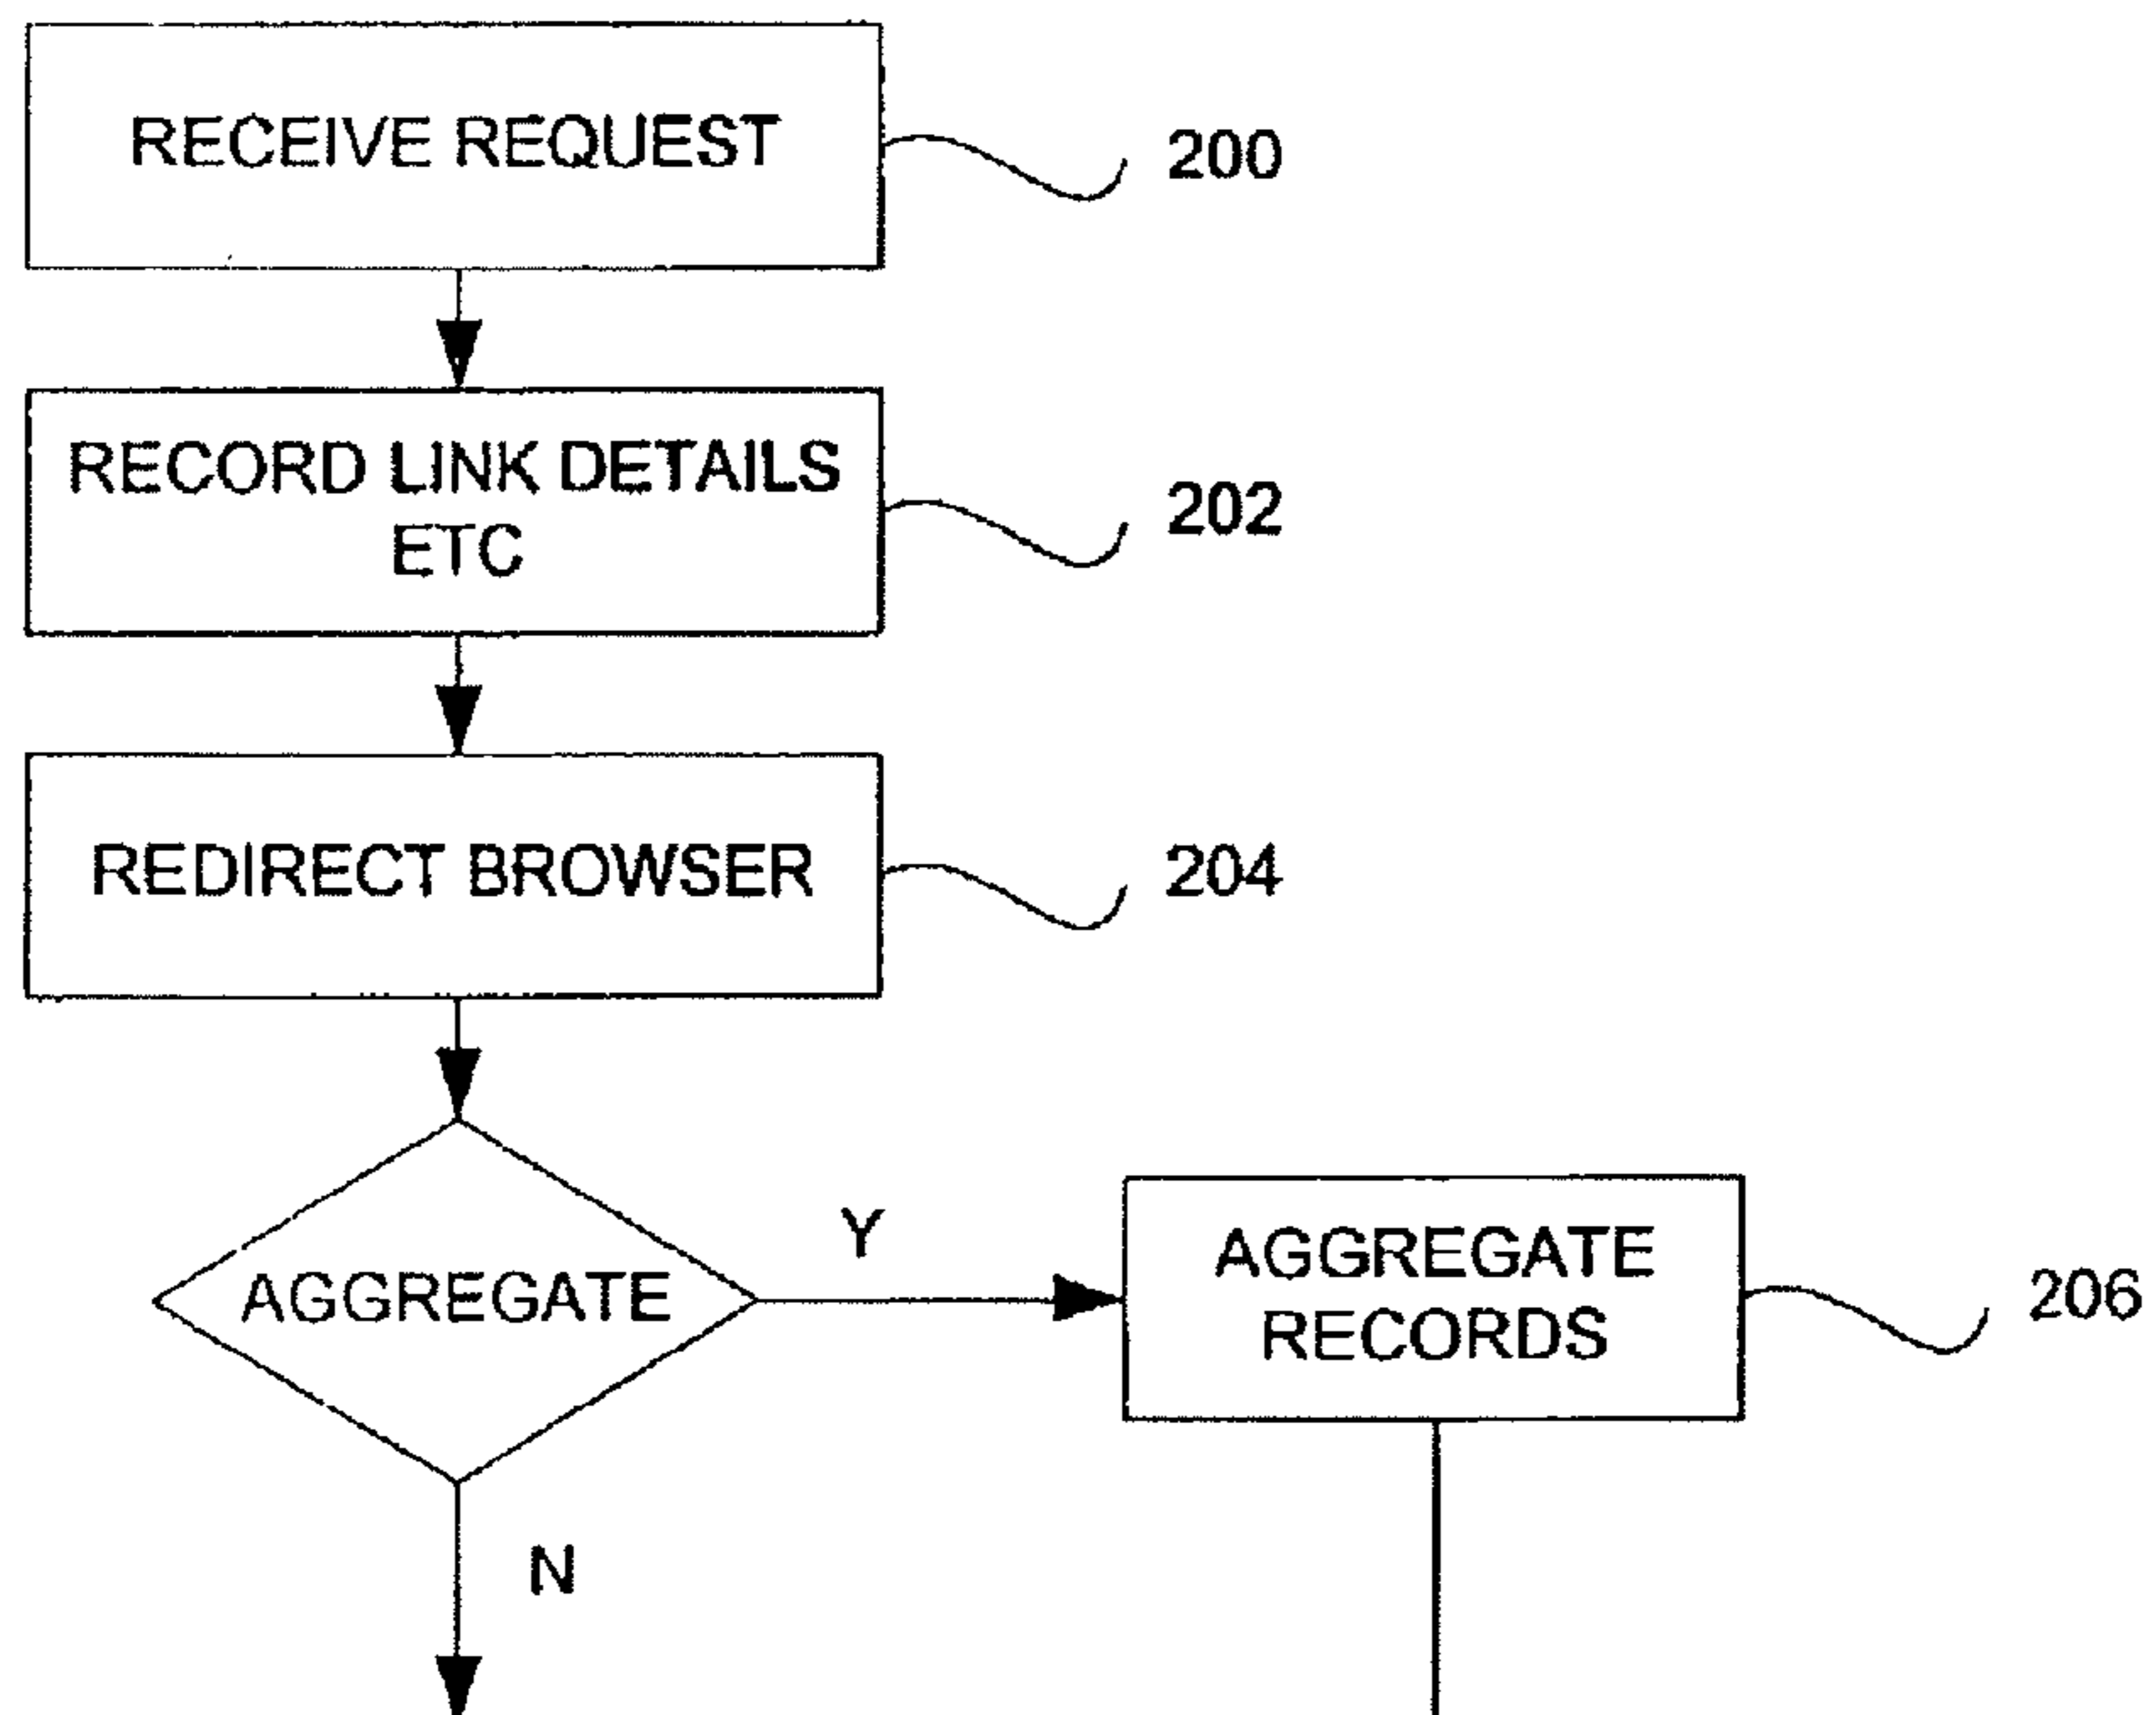 RECEIVE REQUEST
200
RECORD LINK DETAILS
ETC
202
REDIRECT BROWSER
204
AGGREGATE
Y
AGGREGATE
RECORDS
206
N